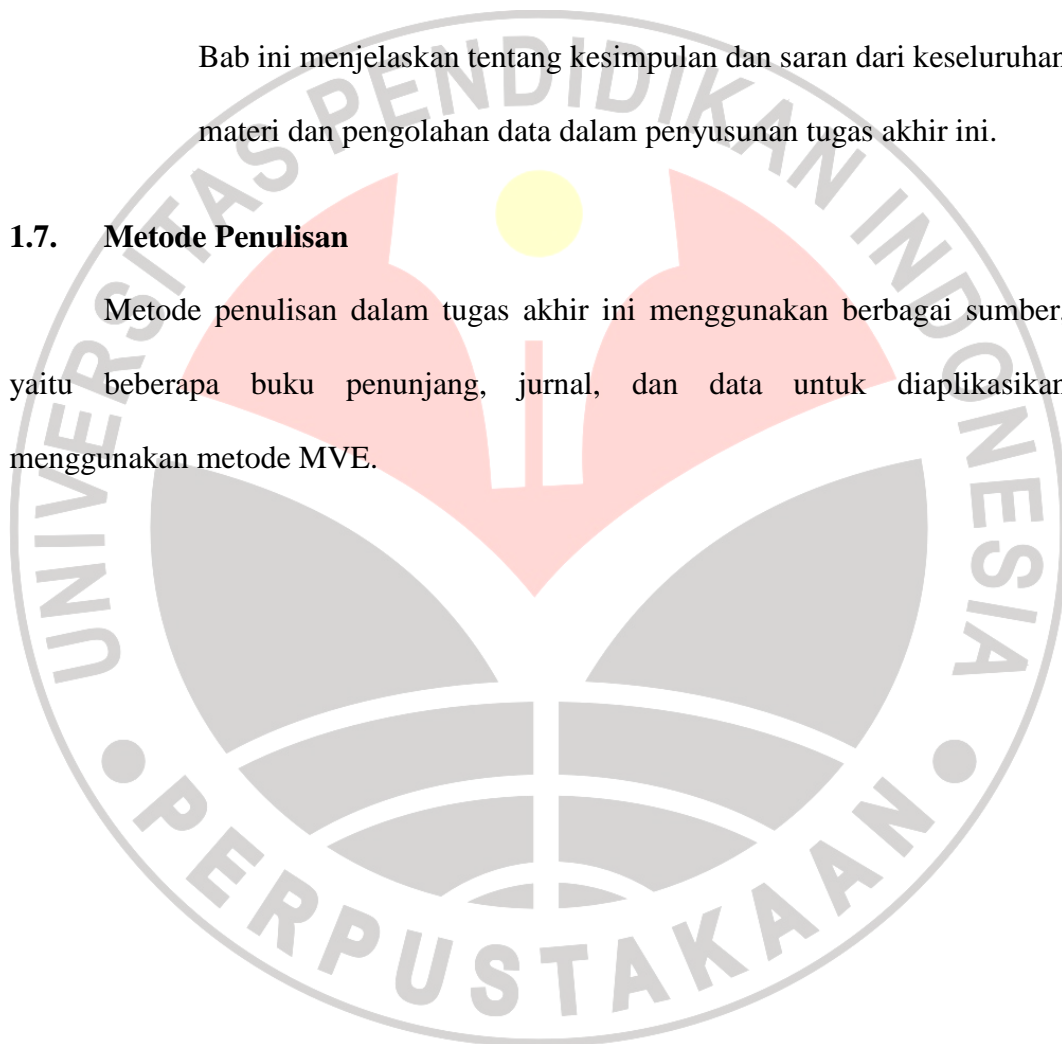 Bab ini menjelaskan tentang kesimpulan dan saran dari keseluruhan
materi dan pengolahan data dalam penyusunan tugas akhir ini.
1.7. Metode Penulisan
Metode penulisan dalam tugas akhir ini menggunakan berbagai sumber,
yaitu beberapa buku penunjang, jurnal, dan data untuk diaplikasikan
menggunakan metode MVE.
UNIVERSITAS PENDIDIKAN INDONESIA
PERPUSTAKAAN